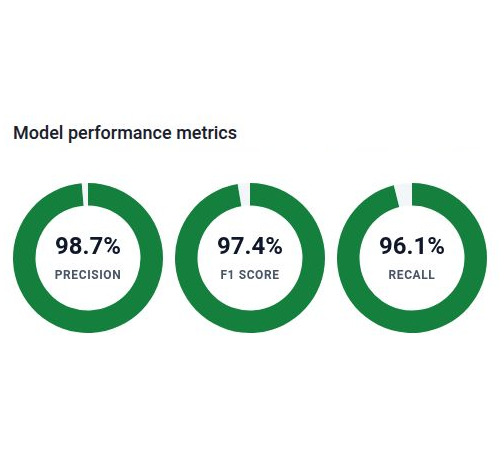 Model performance metrics
98.7% 97.4% 96.1%
PRECISION F1 SCORE RECALL